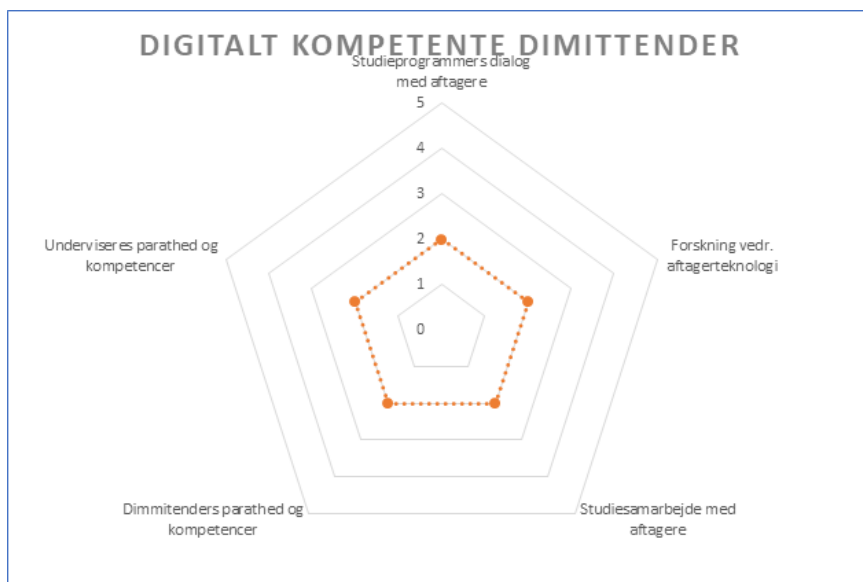 DIGITALT KOMPETENTE DIMITTENDER
Studieprogrammers dialog
med aftagere
5
4
3
2
1
0
Underviseres parathed og
kompetencer
Forskning vedr.
aftagerteknologi
Dimmitenders parathed og
kompetencer
Studiesamarbejde med
aftagere